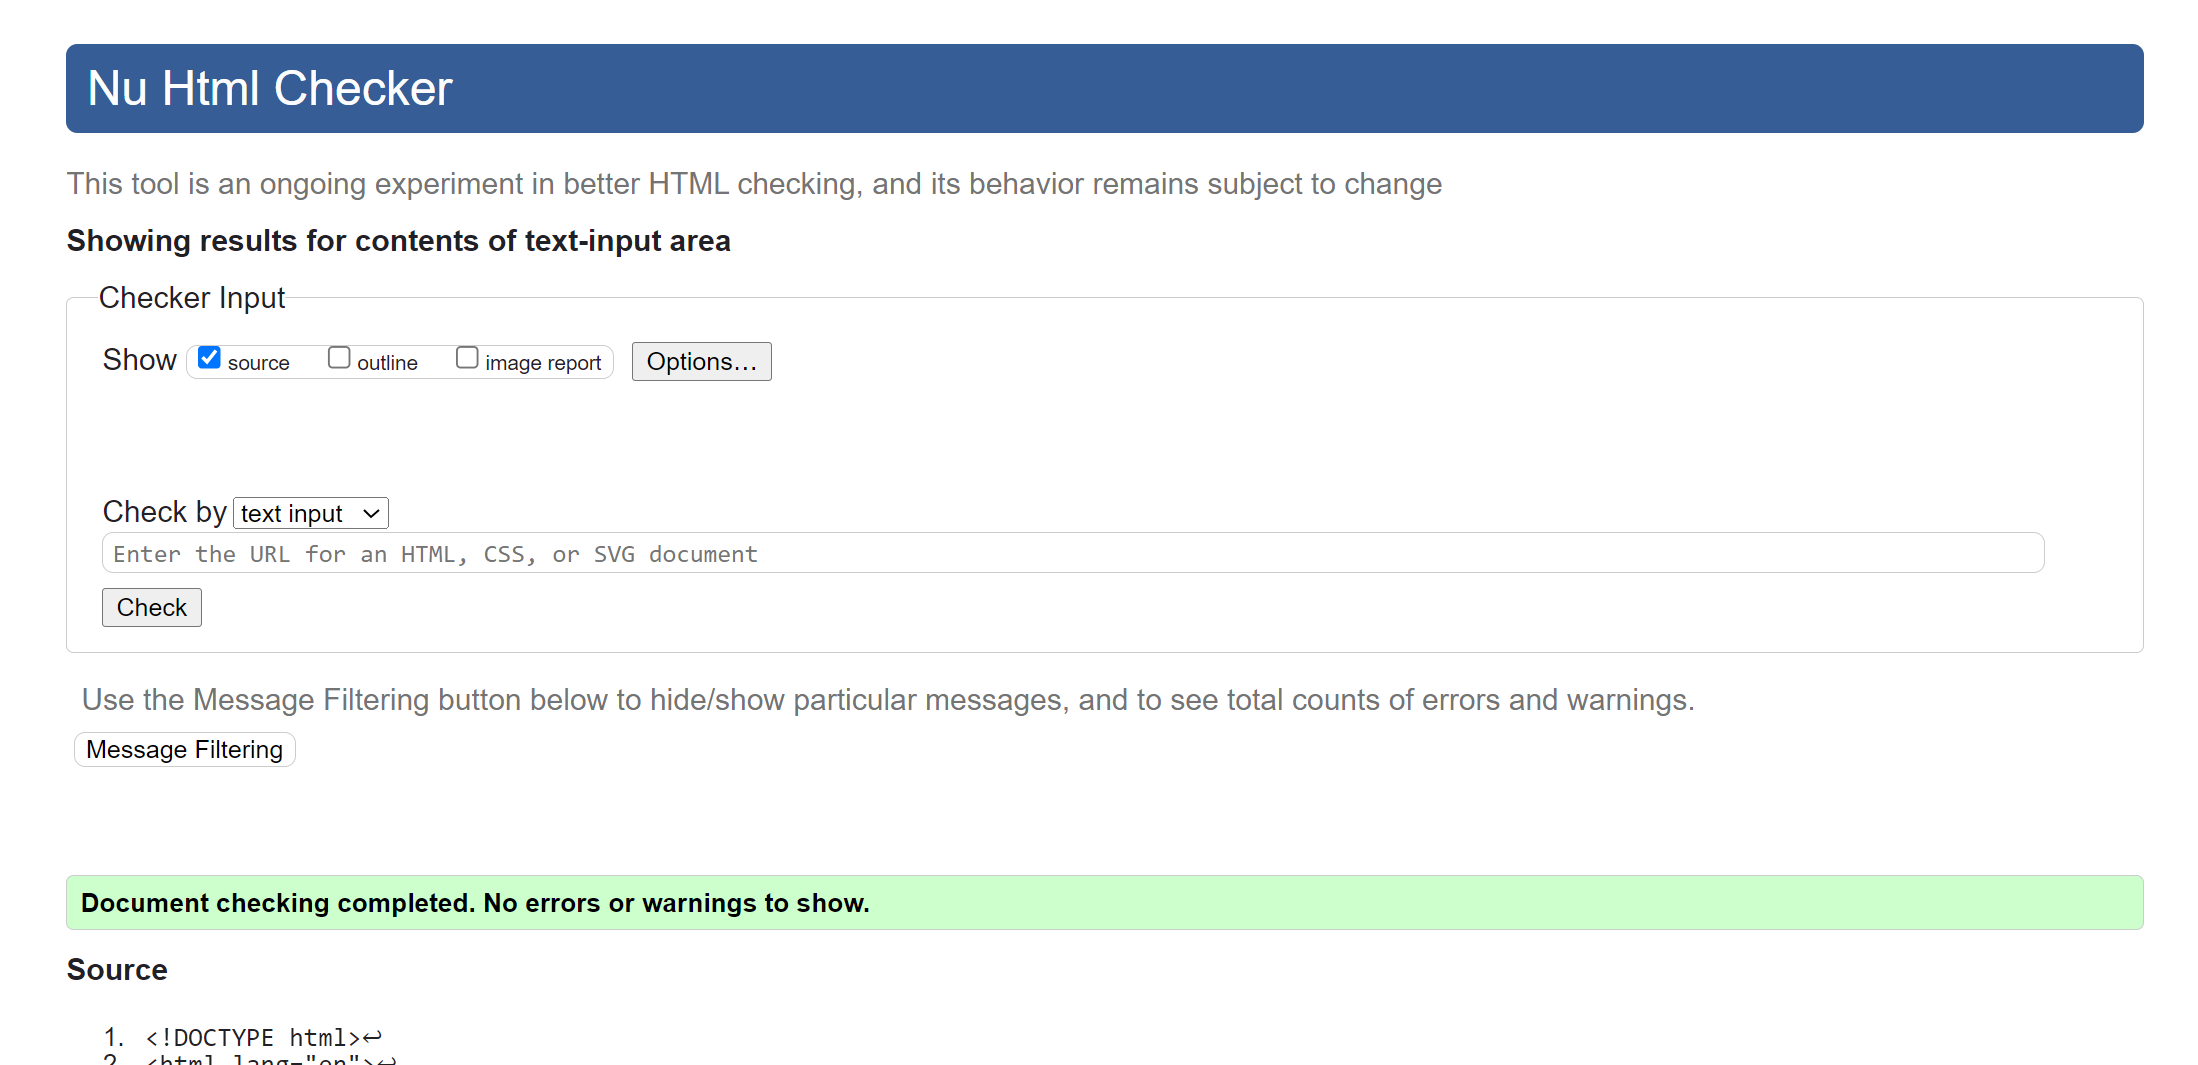 Nu Html Checker
This tool is an ongoing experiment in better HTML checking, and its behavior remains subject to change
Showing results for contents of text-input area
Checker Input
Show source outline image report Options...
Check by text input
Enter the URL for an HTML, CSS, or SVG document
Check
Use the Message Filtering button below to hide/show particular messages, and to see total counts of errors and warnings.
Message Filtering
Document checking completed. No errors or warnings to show.
Source
1. <!DOCTYPE html>↩
2. <html lang="en">↩